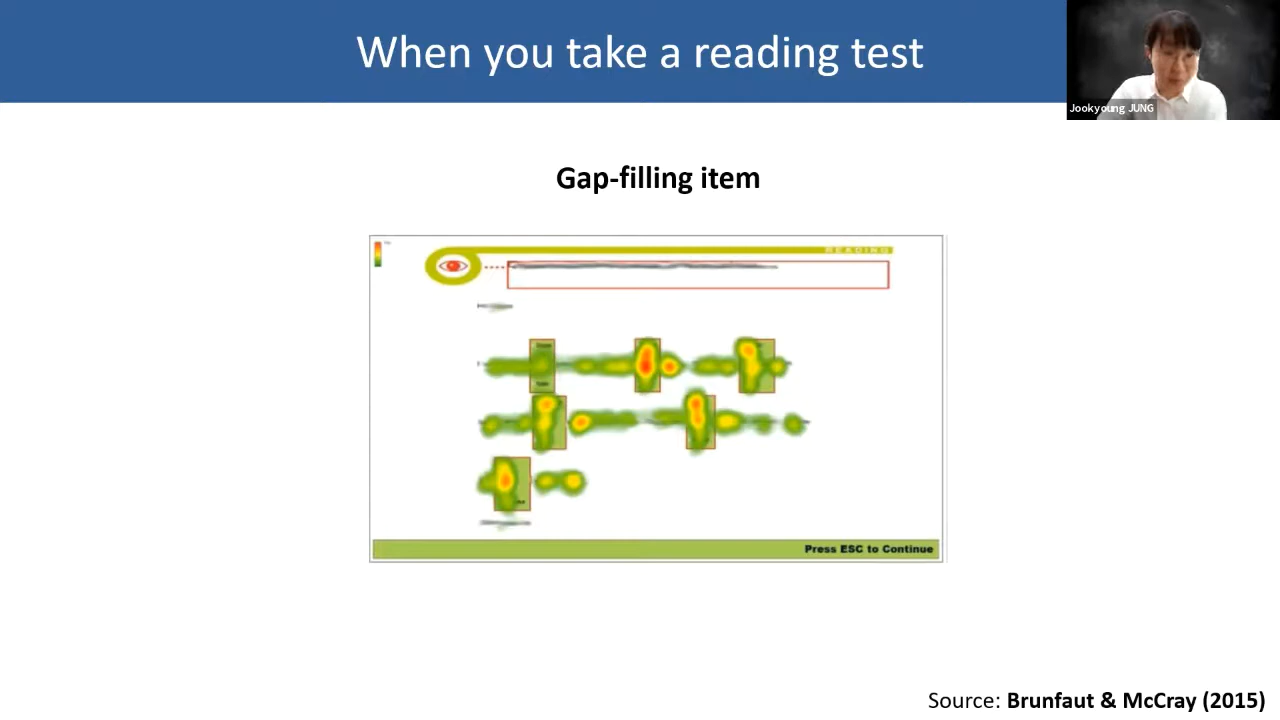 When you take a reading test
Jookyoung JUNG
Gap-filling item
READING
Press ESC to Continue
Source: Brunfaut & McCray (2015)